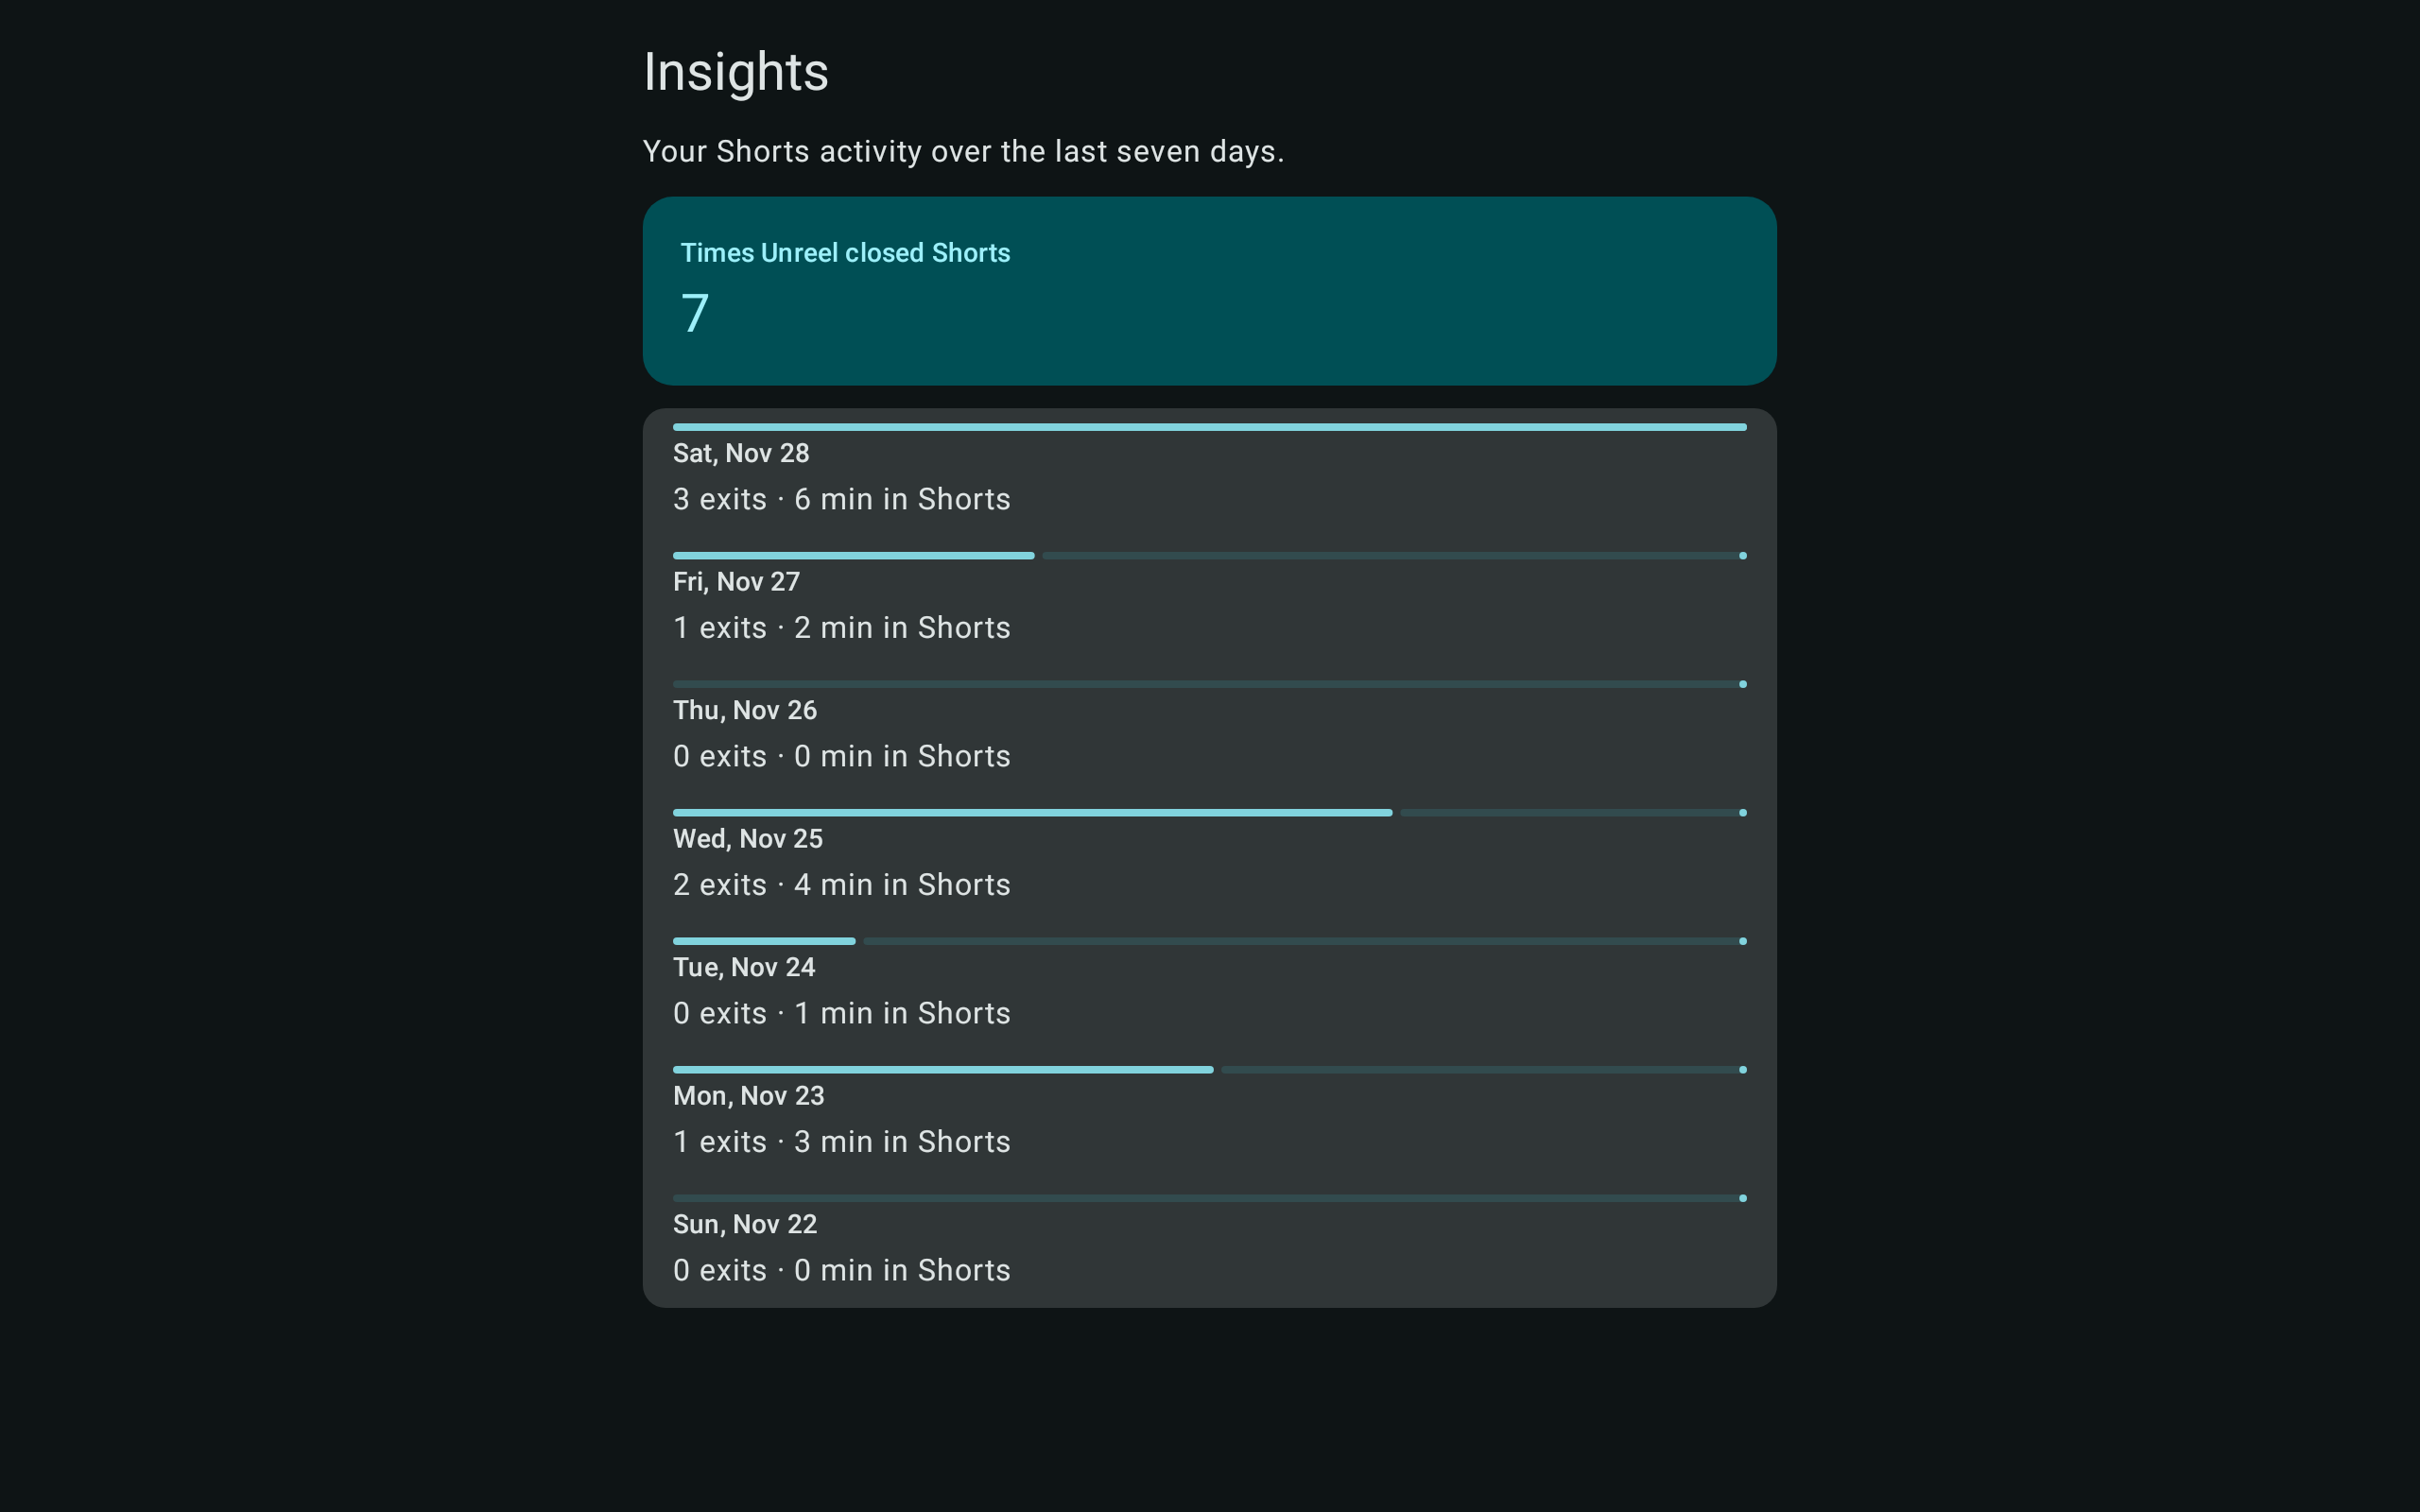 Insights
Your Shorts activity over the last seven days.
Times Unreel closed Shorts
7
Sat, Nov 28
3 exits · 6 min in Shorts
Fri, Nov 27
1 exits · 2 min in Shorts
Thu, Nov 26
0 exits · 0 min in Shorts
Wed, Nov 25
2 exits · 4 min in Shorts
Tue, Nov 24
0 exits · 1 min in Shorts
Mon, Nov 23
1 exits · 3 min in Shorts
Sun, Nov 22
0 exits · 0 min in Shorts